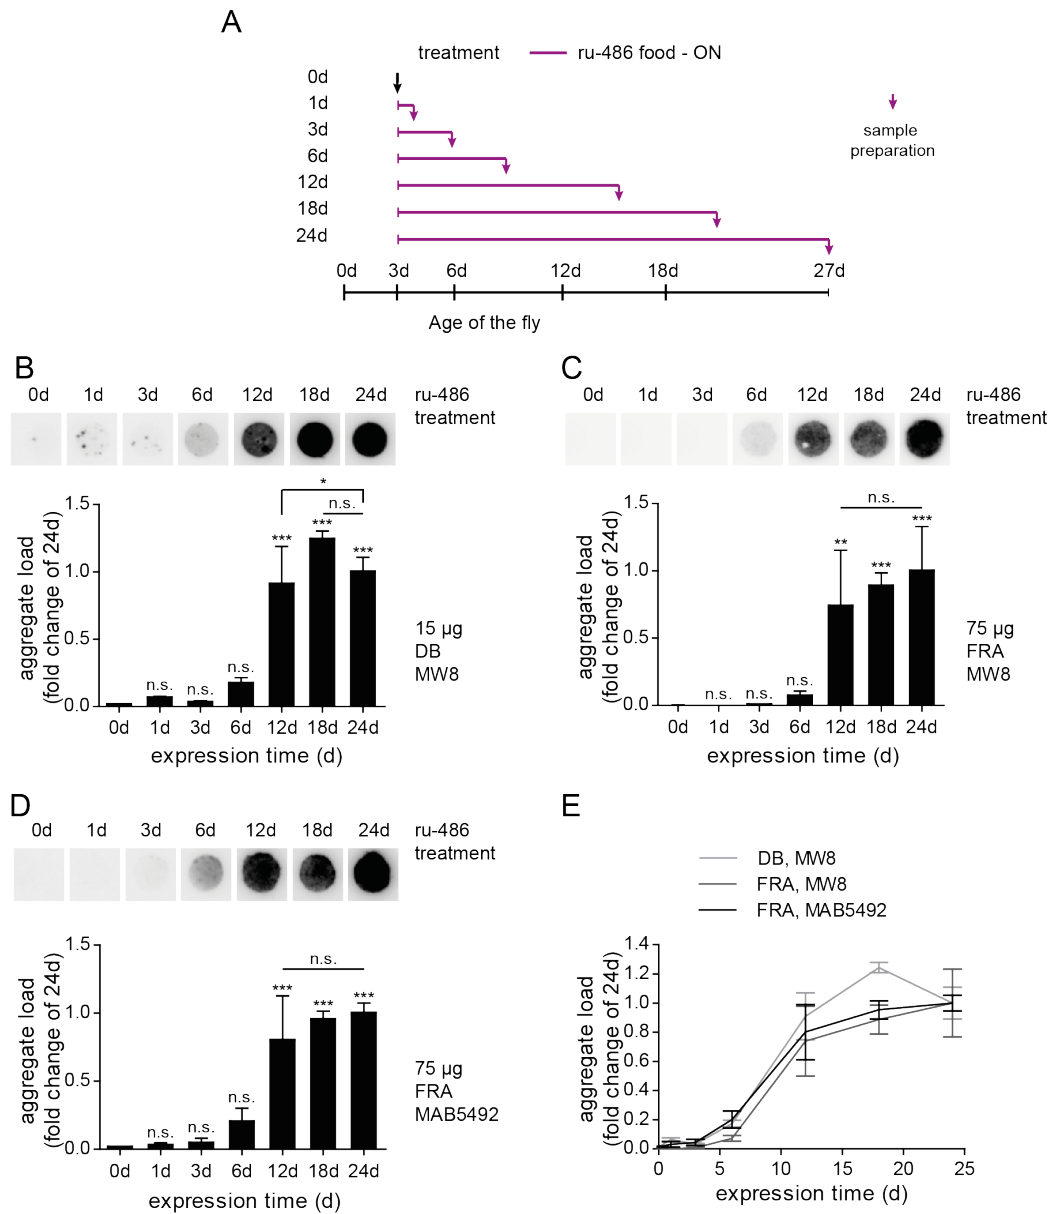 A
treatment ru-486 food - ON
0d
1d
3d
6d
12d
18d
24d
sample
preparation
0d 3d 6d 12d 18d 27d
Age of the fly
B
0d 1d 3d 6d 12d 18d 24d ru-486
treatment
aggregate load
(fold change of 24d)
1.5
1.0
0.5
0.0
n.s. n.s. n.s. *** *** ***
*
n.s.
0d 1d 3d 6d 12d 18d 24d
expression time (d)
15 µg
DB
MW8
C
0d 1d 3d 6d 12d 18d 24d ru-486
treatment
aggregate load
(fold change of 24d)
1.5
1.0
0.5
0.0
n.s. n.s. n.s. ** *** ***
n.s.
0d 1d 3d 6d 12d 18d 24d
expression time (d)
75 µg
FRA
MW8
D
0d 1d 3d 6d 12d 18d 24d ru-486
treatment
aggregate load
(fold change of 24d)
1.5
1.0
0.5
0.0
n.s. n.s. n.s. *** *** ***
n.s.
0d 1d 3d 6d 12d 18d 24d
expression time (d)
75 µg
FRA
MAB5492
E
DB, MW8
FRA, MW8
FRA, MAB5492
aggregate load
(fold change of 24d)
1.4
1.2
1.0
0.8
0.6
0.4
0.2
0.0
0 5 10 15 20 25
expression time (d)